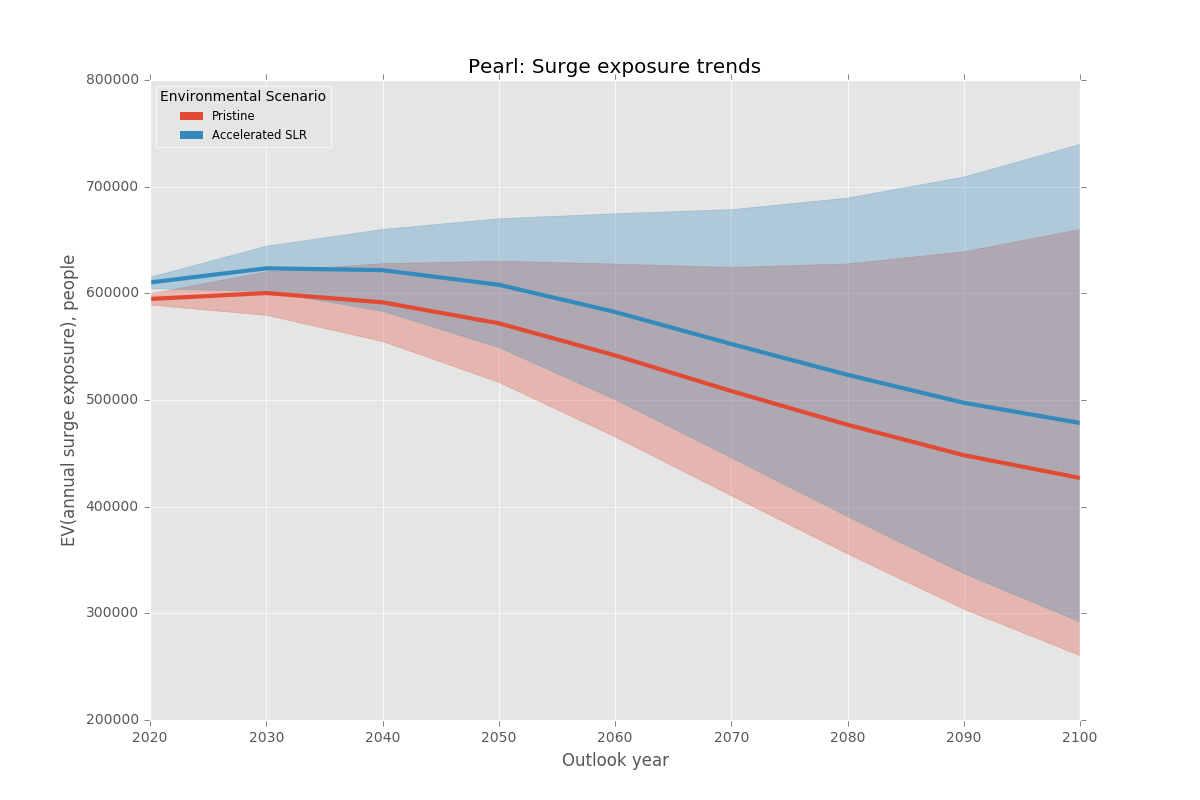 Pearl: Surge exposure trends
Environmental Scenario
Pristine
Accelerated SLR
EV(annual surge exposure), people
800000
700000
600000
500000
400000
300000
200000
2020 2030 2040 2050 2060 2070 2080 2090 2100
Outlook year